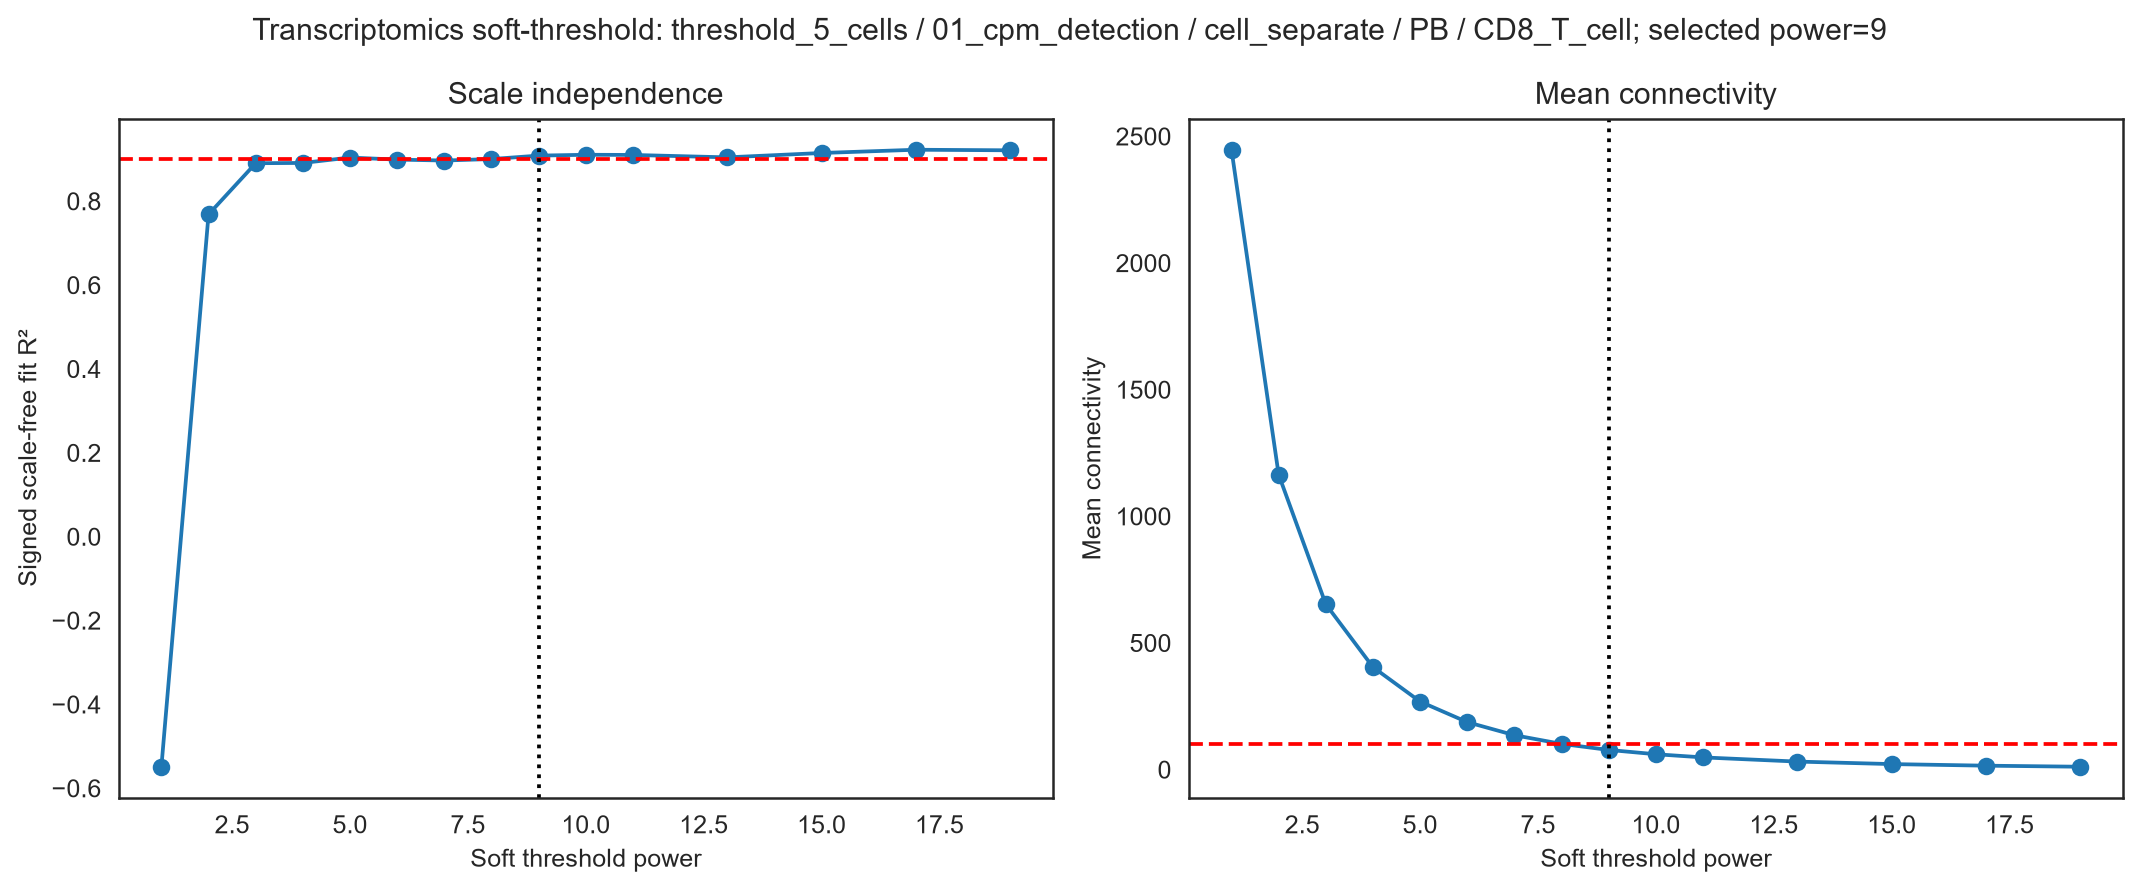 Transcriptomics soft-threshold: threshold_5_cells / 01_cpm_detection / cell_separate / PB / CD8_T_cell; selected power=9
Scale independence
Signed scale-free fit R²
0.8
0.6
0.4
0.2
0.0
−0.2
−0.4
−0.6
2.5 5.0 7.5 10.0 12.5 15.0 17.5
Soft threshold power
Mean connectivity
Mean connectivity
2500
2000
1500
1000
500
0
2.5 5.0 7.5 10.0 12.5 15.0 17.5
Soft threshold power